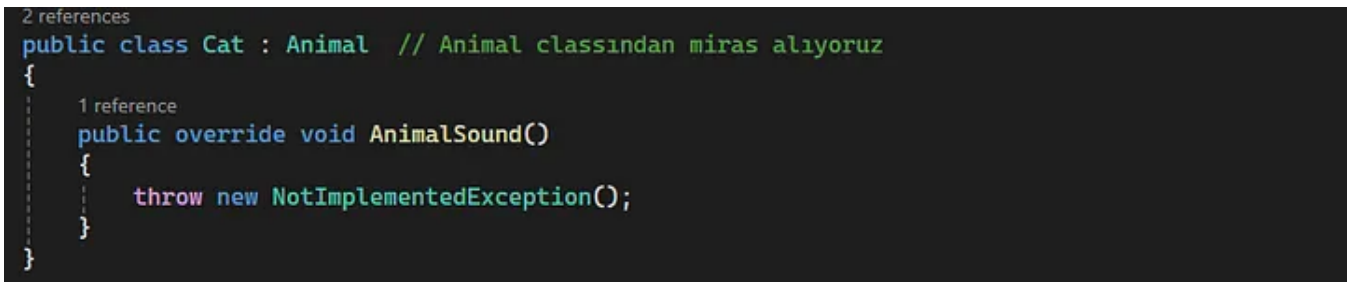 2 references
public class Cat : Animal  // Animal classından miras alıyoruz
{
1 reference
public override void AnimalSound()
{
throw new NotImplementedException();
}
}